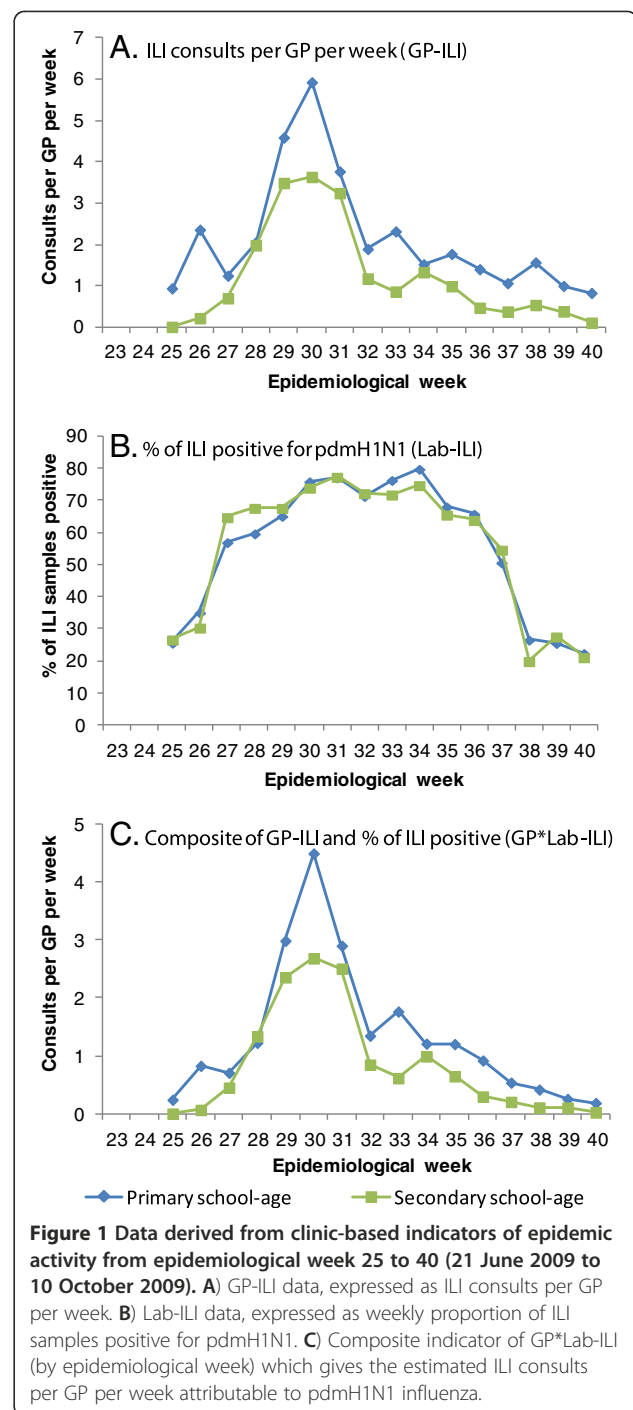 A. ILI consults per GP per week (GP-ILI)
Consults per GP per week
7
6
5
4
3
2
1
0
23 24 25 26 27 28 29 30 31 32 33 34 35 36 37 38 39 40
Epidemiological week
B. % of ILI positive for pdmH1N1 (Lab-ILI)
% of ILI samples positive
90
80
70
60
50
40
30
20
10
0
23 24 25 26 27 28 29 30 31 32 33 34 35 36 37 38 39 40
Epidemiological week
C. Composite of GP-ILI and % of ILI positive (GP*Lab-ILI)
Consults per GP per week
5
4
3
2
1
0
23 24 25 26 27 28 29 30 31 32 33 34 35 36 37 38 39 40
Epidemiological week
Primary school-age Secondary school-age
Figure 1 Data derived from clinic-based indicators of epidemic
activity from epidemiological week 25 to 40 (21 June 2009 to
10 October 2009). A) GP-ILI data, expressed as ILI consults per GP
per week. B) Lab-ILI data, expressed as weekly proportion of ILI
samples positive for pdmH1N1. C) Composite indicator of GP*Lab-ILI
(by epidemiological week) which gives the estimated ILI consults
per GP per week attributable to pdmH1N1 influenza.